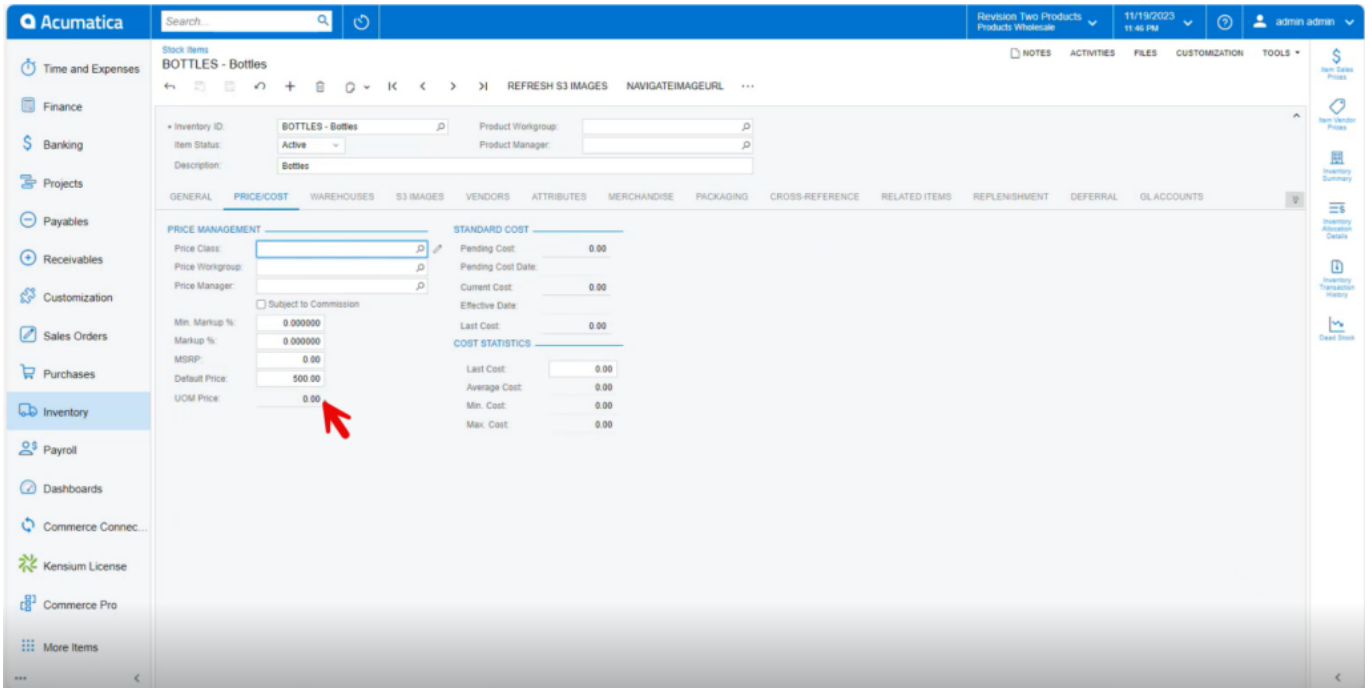 Acumatica
Search...
Revision Two Products
Products Wholesale
11/19/2023
11:46 PM
admin admin
Time and Expenses
Finance
Banking
Projects
Payables
Receivables
Customization
Sales Orders
Purchases
Inventory
Payroll
Dashboards
Commerce Connec...
Kensium License
Commerce Pro
More Items
Stock Items
BOTTLES - Bottles
NOTES ACTIVITIES FILES CUSTOMIZATION TOOLS
REFRESH S3 IMAGES NAVIGATEIMAGEURL ...
Inventory ID: BOTTLES - Bottles Product Workgroup:
Item Status: Active Product Manager:
Description: Bottles
GENERAL PRICE/COST WAREHOUSES S3 IMAGES VENDORS ATTRIBUTES MERCHANDISE PACKAGING CROSS-REFERENCE RELATED ITEMS REPLENISHMENT DEFERRAL GL ACCOUNTS
PRICE MANAGEMENT
Price Class:
Price Workgroup:
Price Manager:
Subject to Commission
Min. Markup %: 0.000000
Markup %: 0.000000
MSRP: 0.00
Default Price: 500.00
UOM Price: 0.00
STANDARD COST
Pending Cost: 0.00
Pending Cost Date:
Current Cost: 0.00
Effective Date:
Last Cost: 0.00
COST STATISTICS
Last Cost: 0.00
Average Cost: 0.00
Min. Cost: 0.00
Max. Cost: 0.00
Item Sales
Prices
Item Vendor
Prices
Inventory
Summary
Inventory
Allocation
Details
Inventory
Transaction
History
Dead Stock